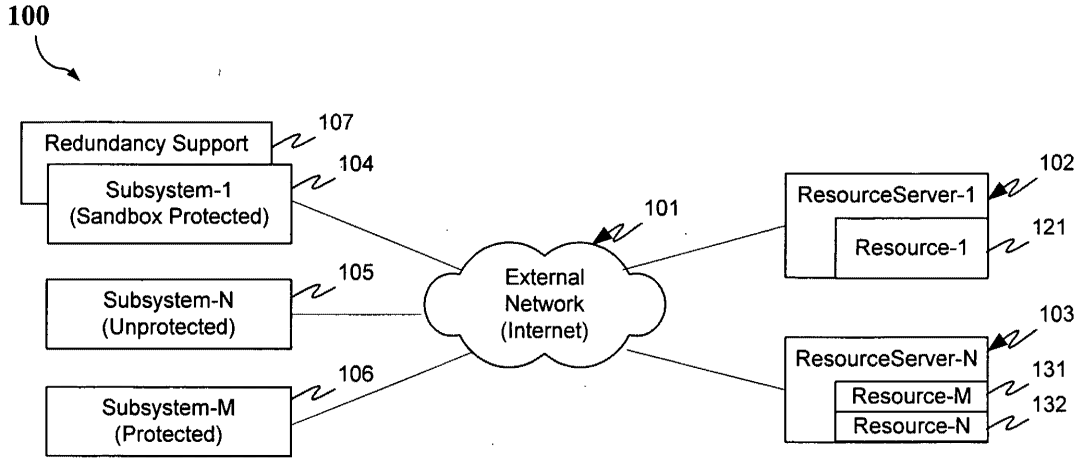 100
Redundancy Support
107
Subsystem-1
(Sandbox Protected)
104
Subsystem-N
(Unprotected)
105
Subsystem-M
(Protected)
106
External
Network
(Internet)
101
ResourceServer-1
102
Resource-1
121
ResourceServer-N
103
Resource-M
131
Resource-N
132